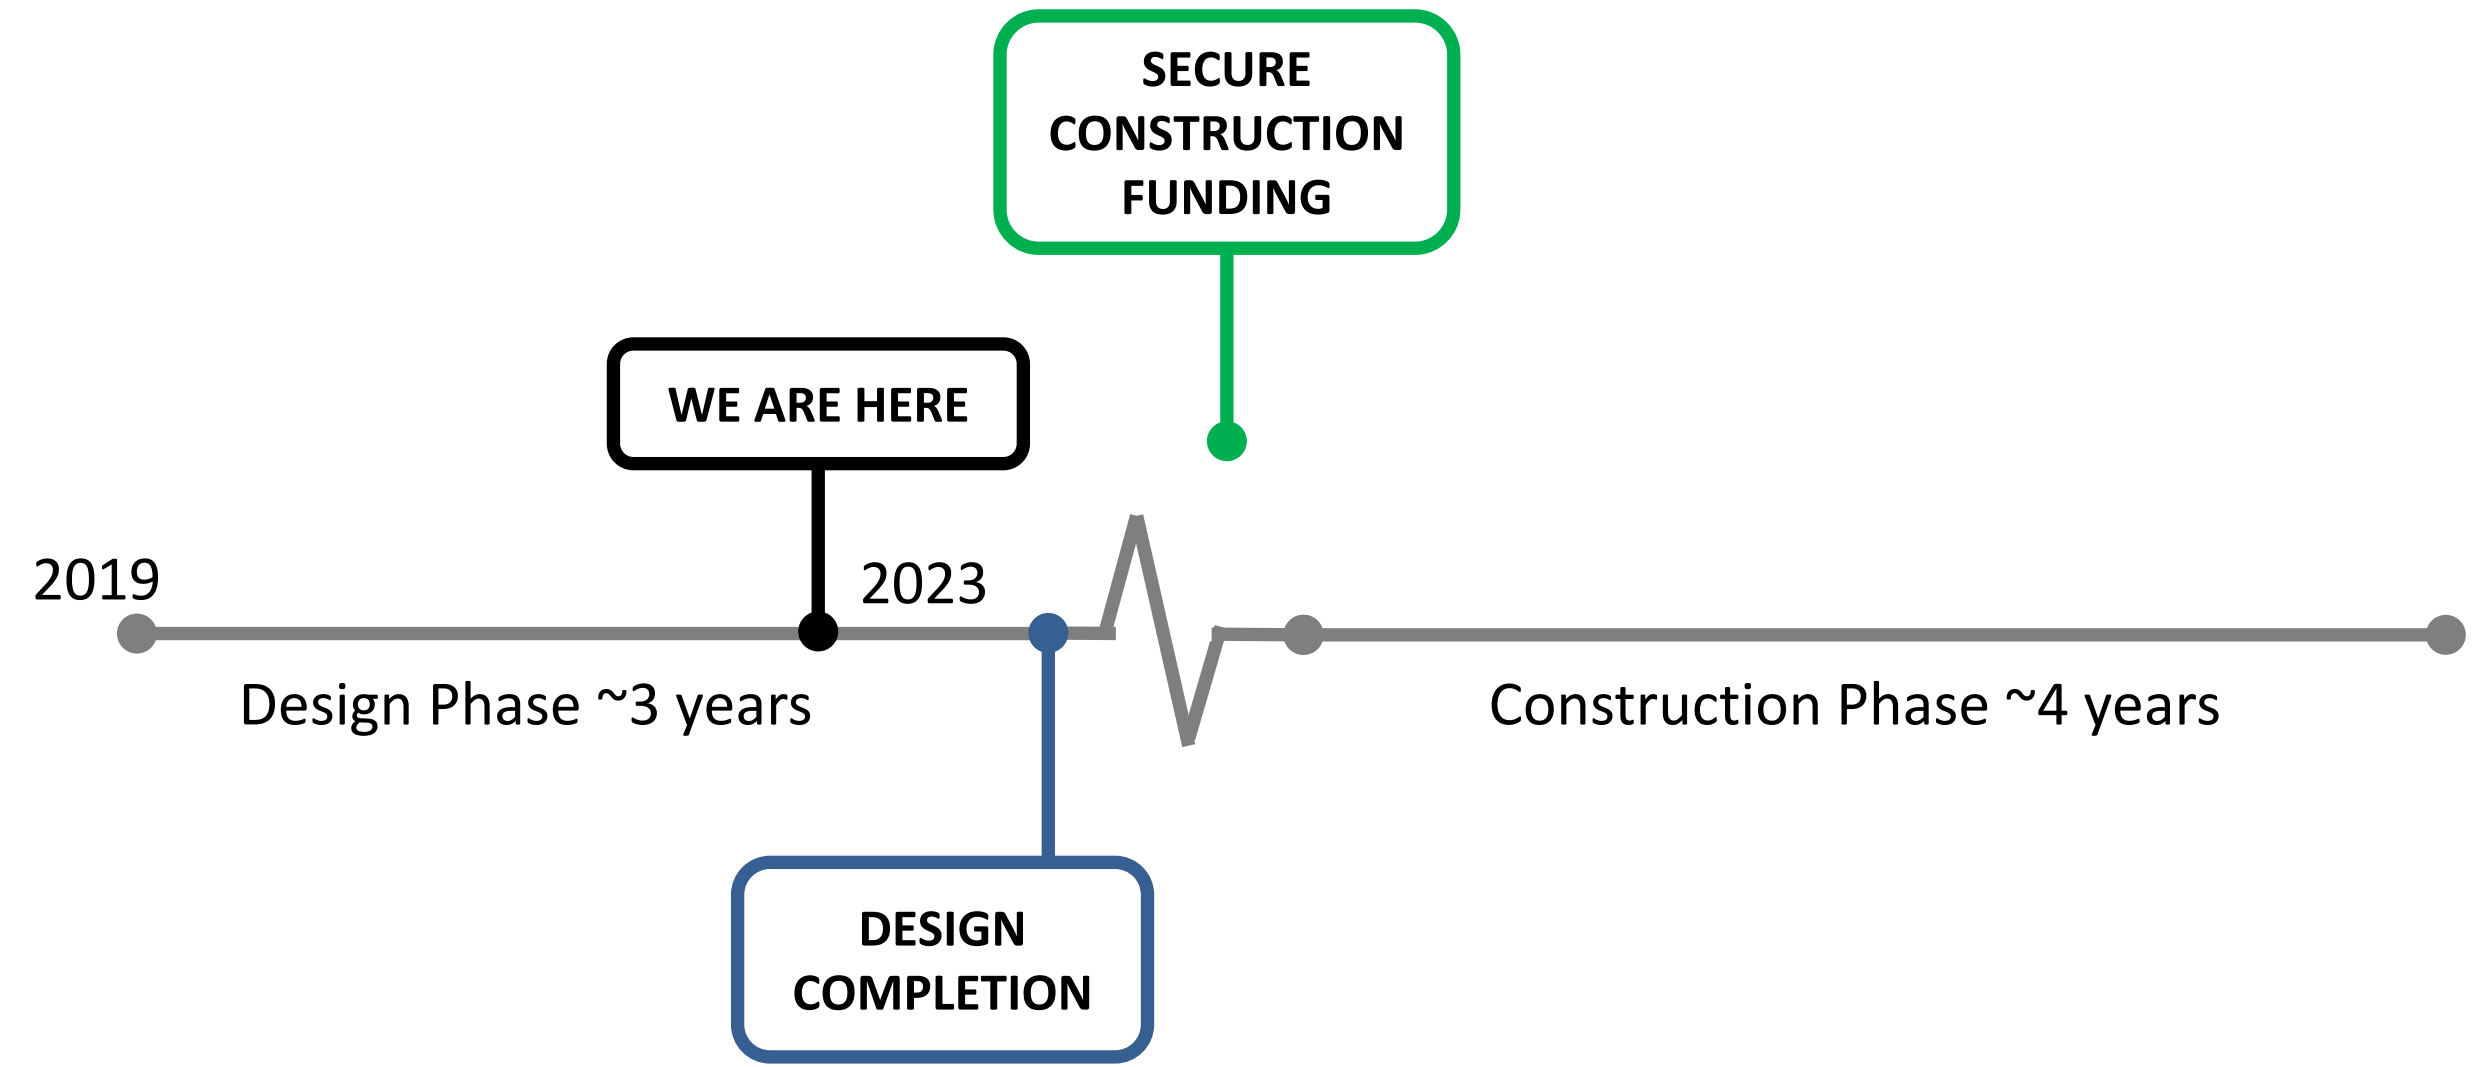 SECURE
CONSTRUCTION
FUNDING
WE ARE HERE
2019
2023
Design Phase ~3 years
Construction Phase ~4 years
DESIGN
COMPLETION